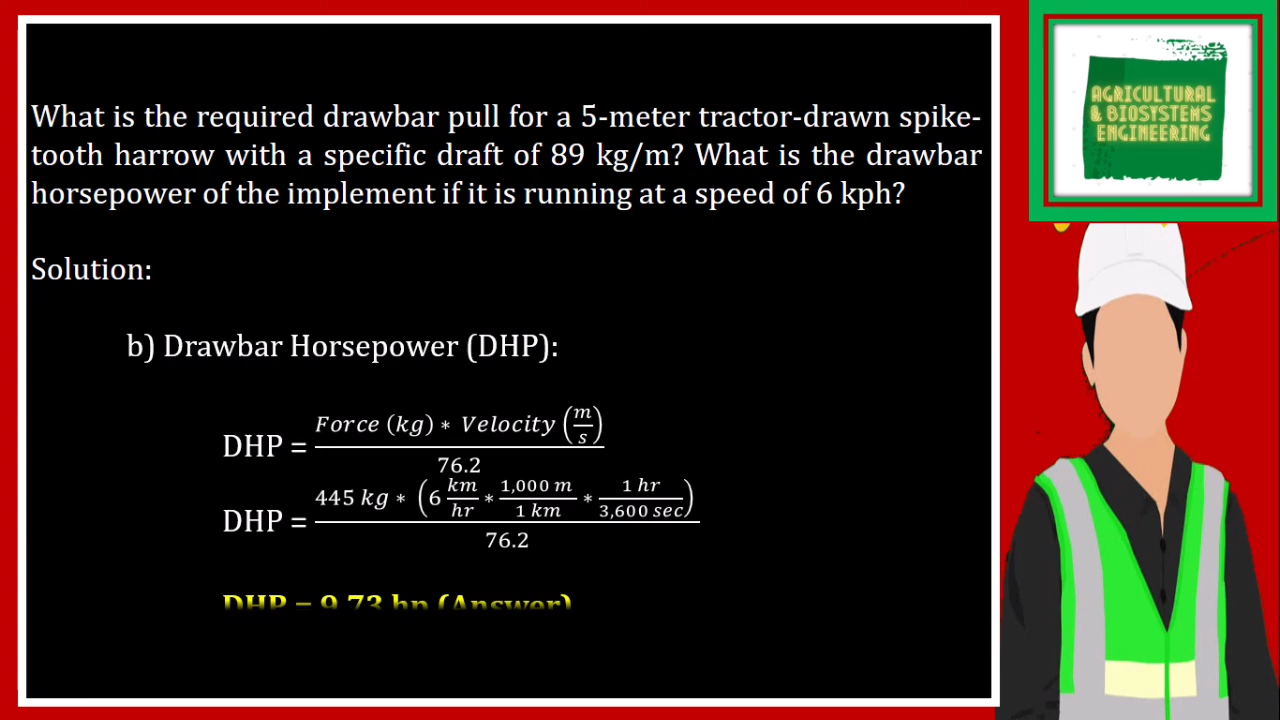 What is the required drawbar pull for a 5-meter tractor-drawn spike-
tooth harrow with a specific draft of 89 kg/m? What is the drawbar
horsepower of the implement if it is running at a speed of 6 kph?
Solution:
b) Drawbar Horsepower (DHP):
DHP = Force (kg) * Velocity (m/s) / 76.2
DHP = 445 kg * (6 km/hr * 1,000 m/1 km * 1 hr/3,600 sec) / 76.2
DHP = 9.73 hp (Answer)
AGRICULTURAL
& BIOSYSTEMS
ENGINEERING